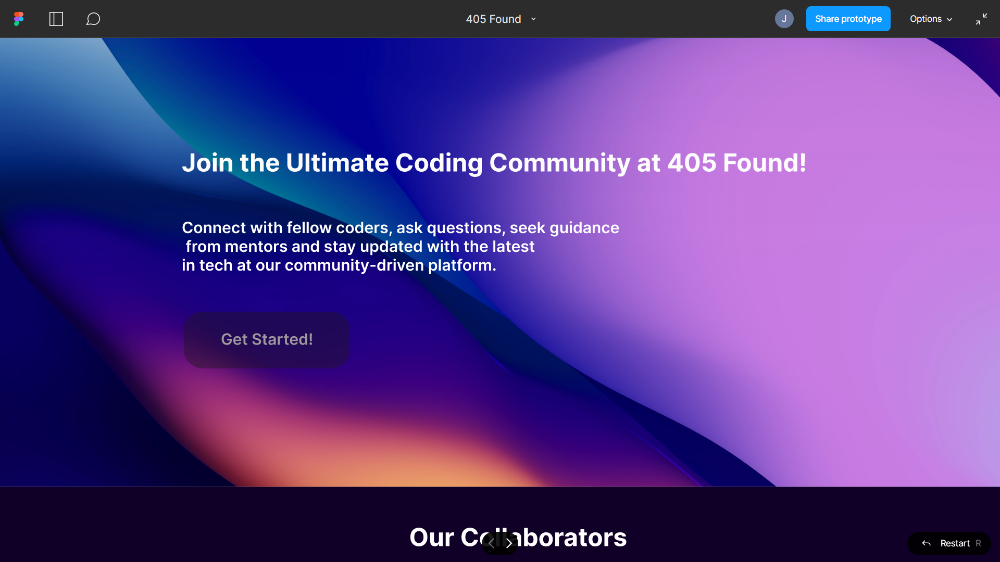 405 Found
J
Share prototype
Options
Join the Ultimate Coding Community at 405 Found!
Connect with fellow coders, ask questions, seek guidance
from mentors and stay updated with the latest
in tech at our community-driven platform.
Get Started!
Our Collaborators
Restart R